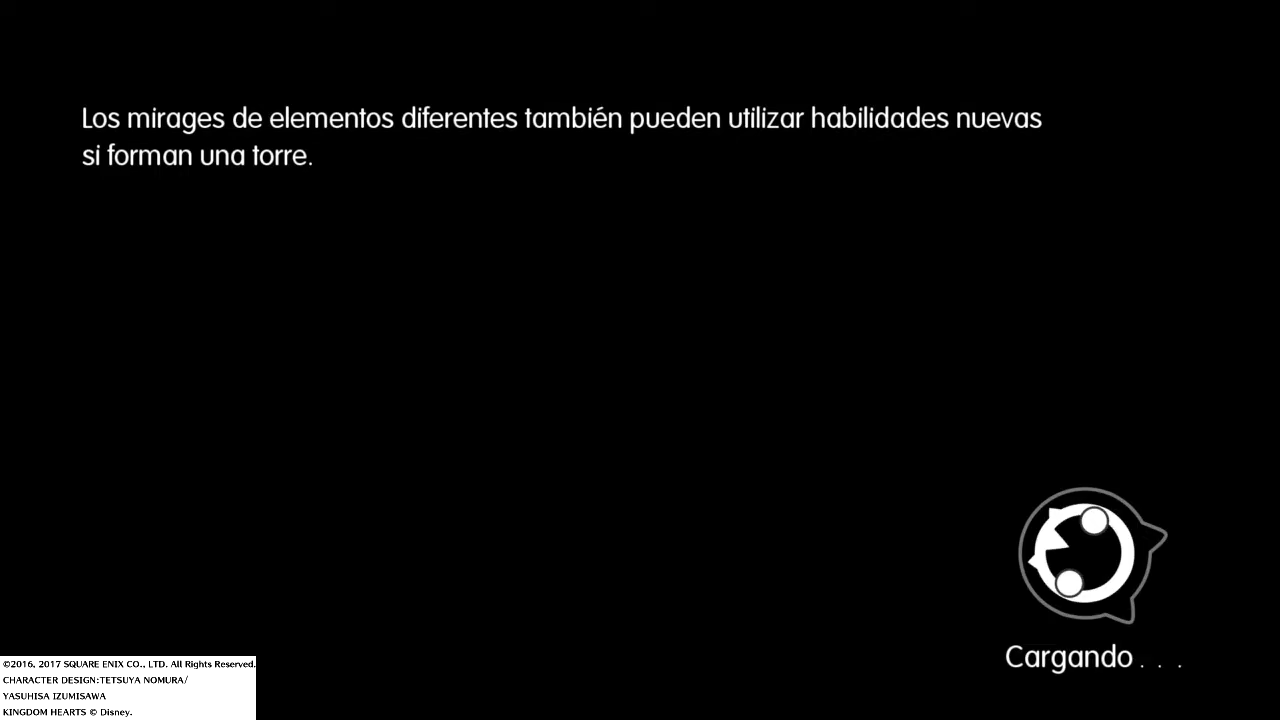 Los mirages de elementos diferentes también pueden utilizar habilidades nuevas
si forman una torre.
Cargando . . .
©2016, 2017 SQUARE ENIX CO., LTD. All Rights Reserved.
CHARACTER DESIGN:TETSUYA NOMURA/
YASUHISA IZUMISAWA
KINGDOM HEARTS © Disney.